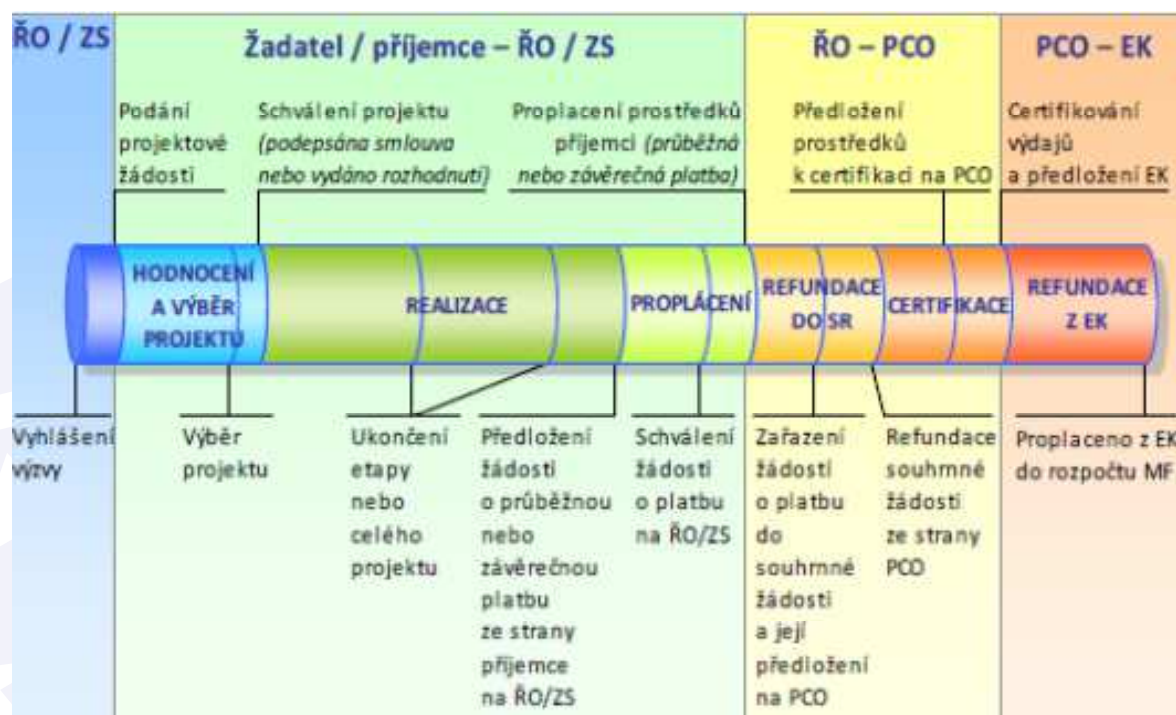 ŘO / ZS
Žadatel / příjemce – ŘO / ZS
ŘO – PCO
PCO – EK
Podání
projektové
žádosti
Schválení projektu
(podepsána smlouva
nebo vydáno rozhodnutí)
Proplacení prostředků
příjemci (průběžná
nebo závěrečná platba)
Předložení
prostředků
k certifikaci na PCO
Certifikování
výdajů
a předložení EK
HODNOCENÍ
A VÝBĚR
PROJEKTU
REALIZACE
PROPLÁCENÍ
REFUNDACE
DO SR
CERTIFIKACE
REFUNDACE
Z EK
Vyhlášení
výzvy
Výběr
projektu
Ukončení
etapy
nebo
celého
projektu
Předložení
žádosti
o průběžnou
nebo
závěrečnou
platbu
ze strany
příjemce
na ŘO/ZS
Schválení
žádosti
o platbu
na ŘO/ZS
Zařazení
žádosti
o platbu
do
souhrnné
žádosti
a její
předložení
na PCO
Refundace
souhrnné
žádosti
ze strany
PCO
Proplaceno z EK
do rozpočtu MF